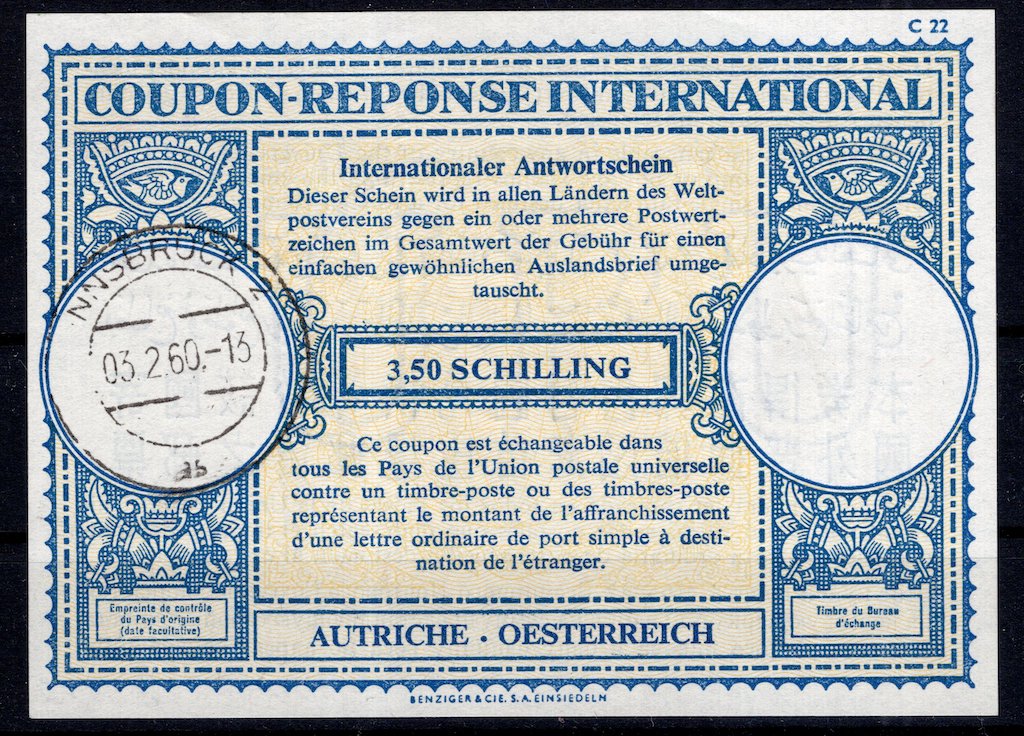 C 22
COUPON-REPONSE INTERNATIONAL
Internationaler Antwortschein
Dieser Schein wird in allen Ländern des Welt-
postvereins gegen ein oder mehrere Postwert-
zeichen im Gesamtwert der Gebühr für einen
einfachen gewöhnlichen Auslandsbrief umge-
tauscht.
INNSBRUCK 2
03.2.60.-13
ab
3,50 SCHILLING
Ce coupon est échangeable dans
tous les Pays de l'Union postale universelle
contre un timbre-poste ou des timbres-poste
représentant le montant de l'affranchissement
d'une lettre ordinaire de port simple à desti-
nation de l'étranger.
Empreinte de contrôle
du Pays d'origine
(date facultative)
Timbre du Bureau
d'échange
AUTRICHE · OESTERREICH
BENZIGER & CIE. S.A. EINSIEDELN